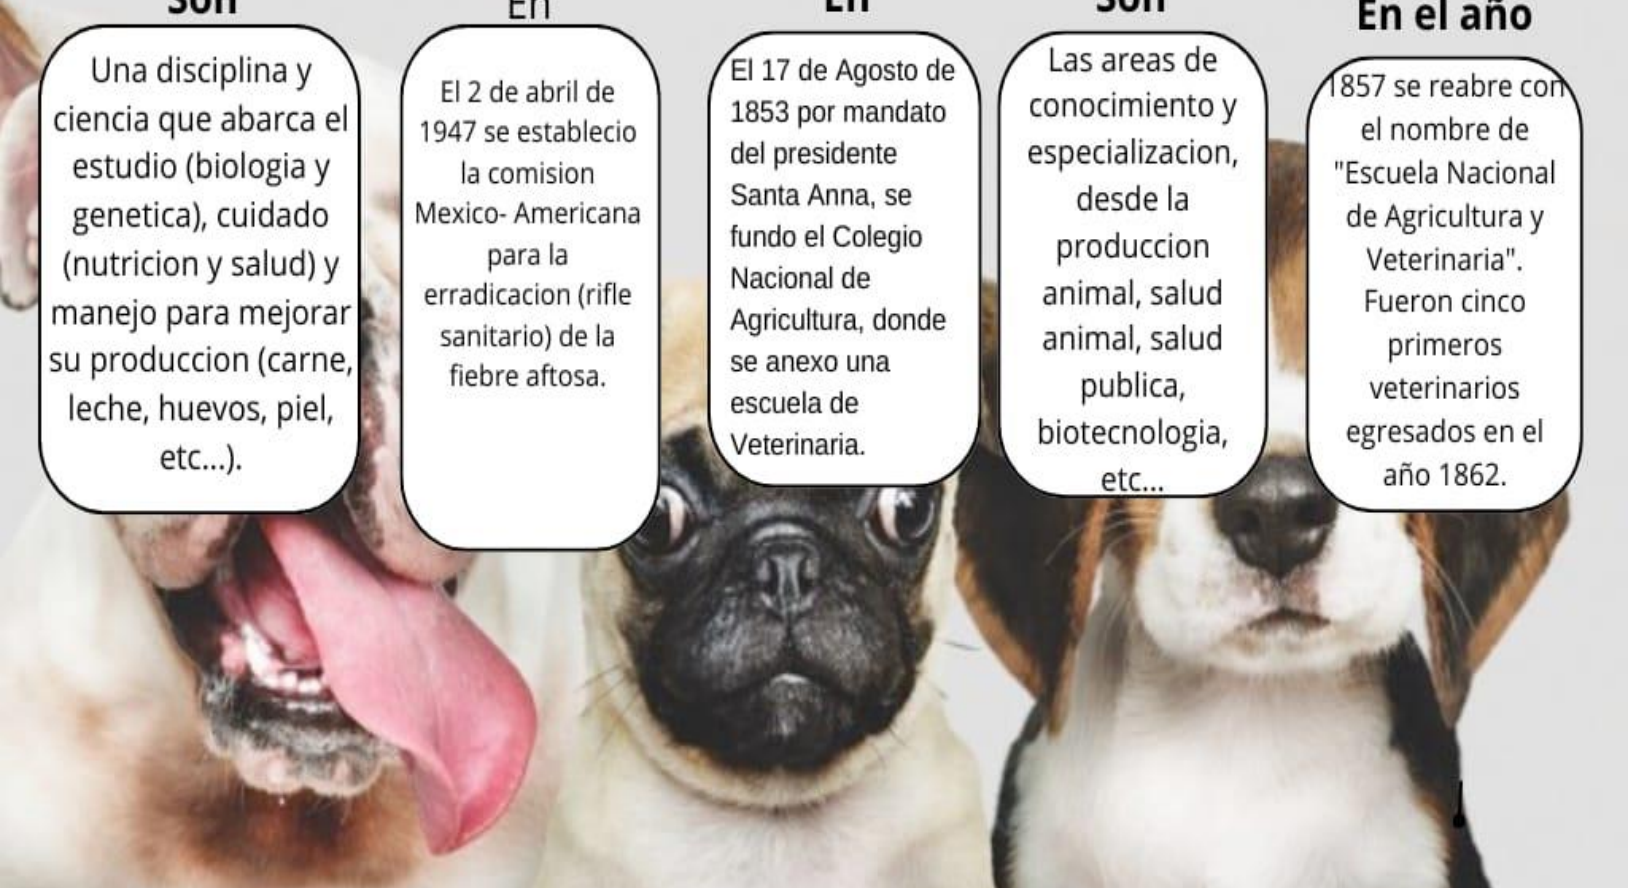 Son
Una disciplina y
ciencia que abarca el
estudio (biologia y
genetica), cuidado
(nutricion y salud) y
manejo para mejorar
su produccion (carne,
leche, huevos, piel,
etc...).
En
El 2 de abril de
1947 se establecio
la comision
Mexico- Americana
para la
erradicacion (rifle
sanitario) de la
fiebre aftosa.
En
El 17 de Agosto de
1853 por mandato
del presidente
Santa Anna, se
fundo el Colegio
Nacional de
Agricultura, donde
se anexo una
escuela de
Veterinaria.
Son
Las areas de
conocimiento y
especializacion,
desde la
produccion
animal, salud
animal, salud
publica,
biotecnologia,
etc...
En el año
1857 se reabre con
el nombre de
"Escuela Nacional
de Agricultura y
Veterinaria".
Fueron cinco
primeros
veterinarios
egresados en el
año 1862.